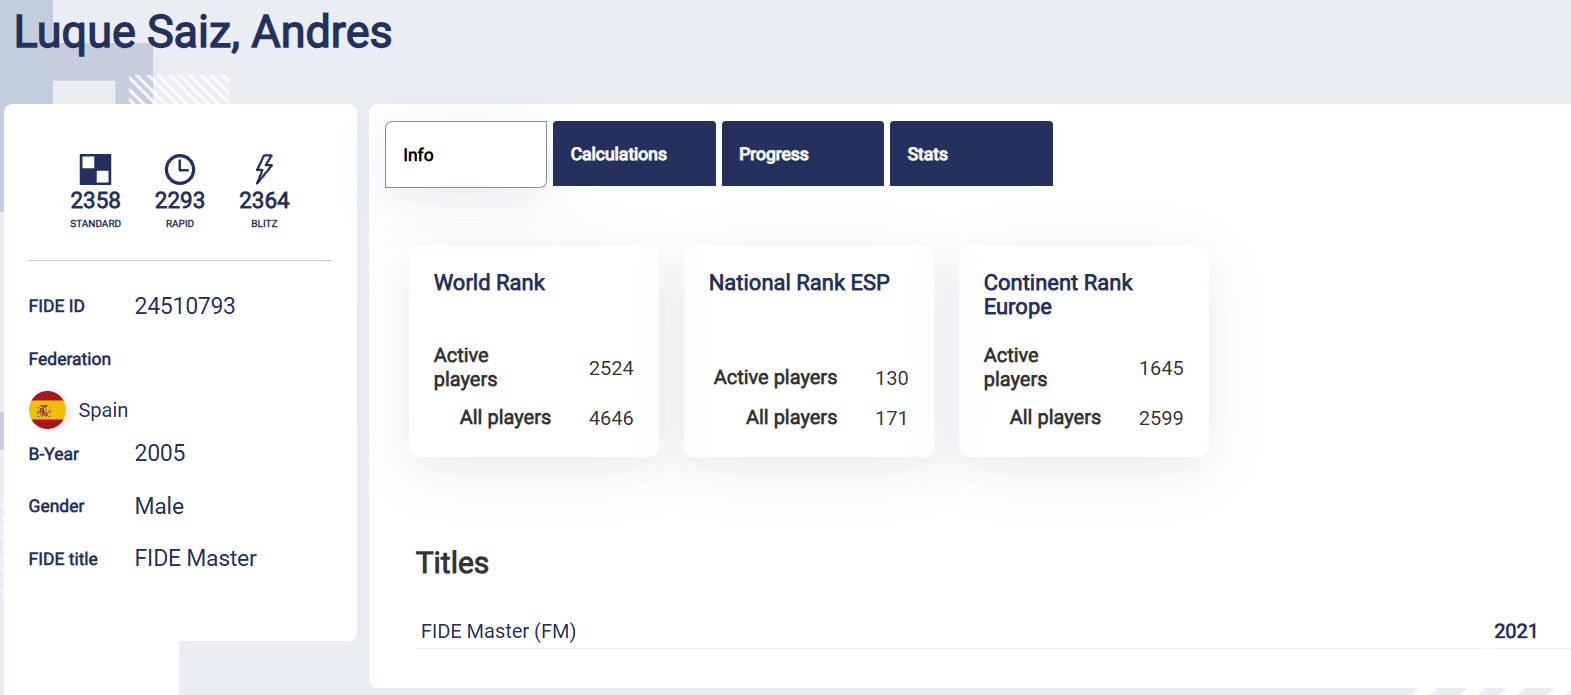 Luque Saiz, Andres
2358 2293 2364
STANDARD RAPID BLITZ
FIDE ID 24510793
Federation
Spain
B-Year 2005
Gender Male
FIDE title FIDE Master
Info Calculations Progress Stats
World Rank
Active
players 2524
All players 4646
National Rank ESP
Active players 130
All players 171
Continent Rank
Europe
Active
players 1645
All players 2599
Titles
FIDE Master (FM) 2021